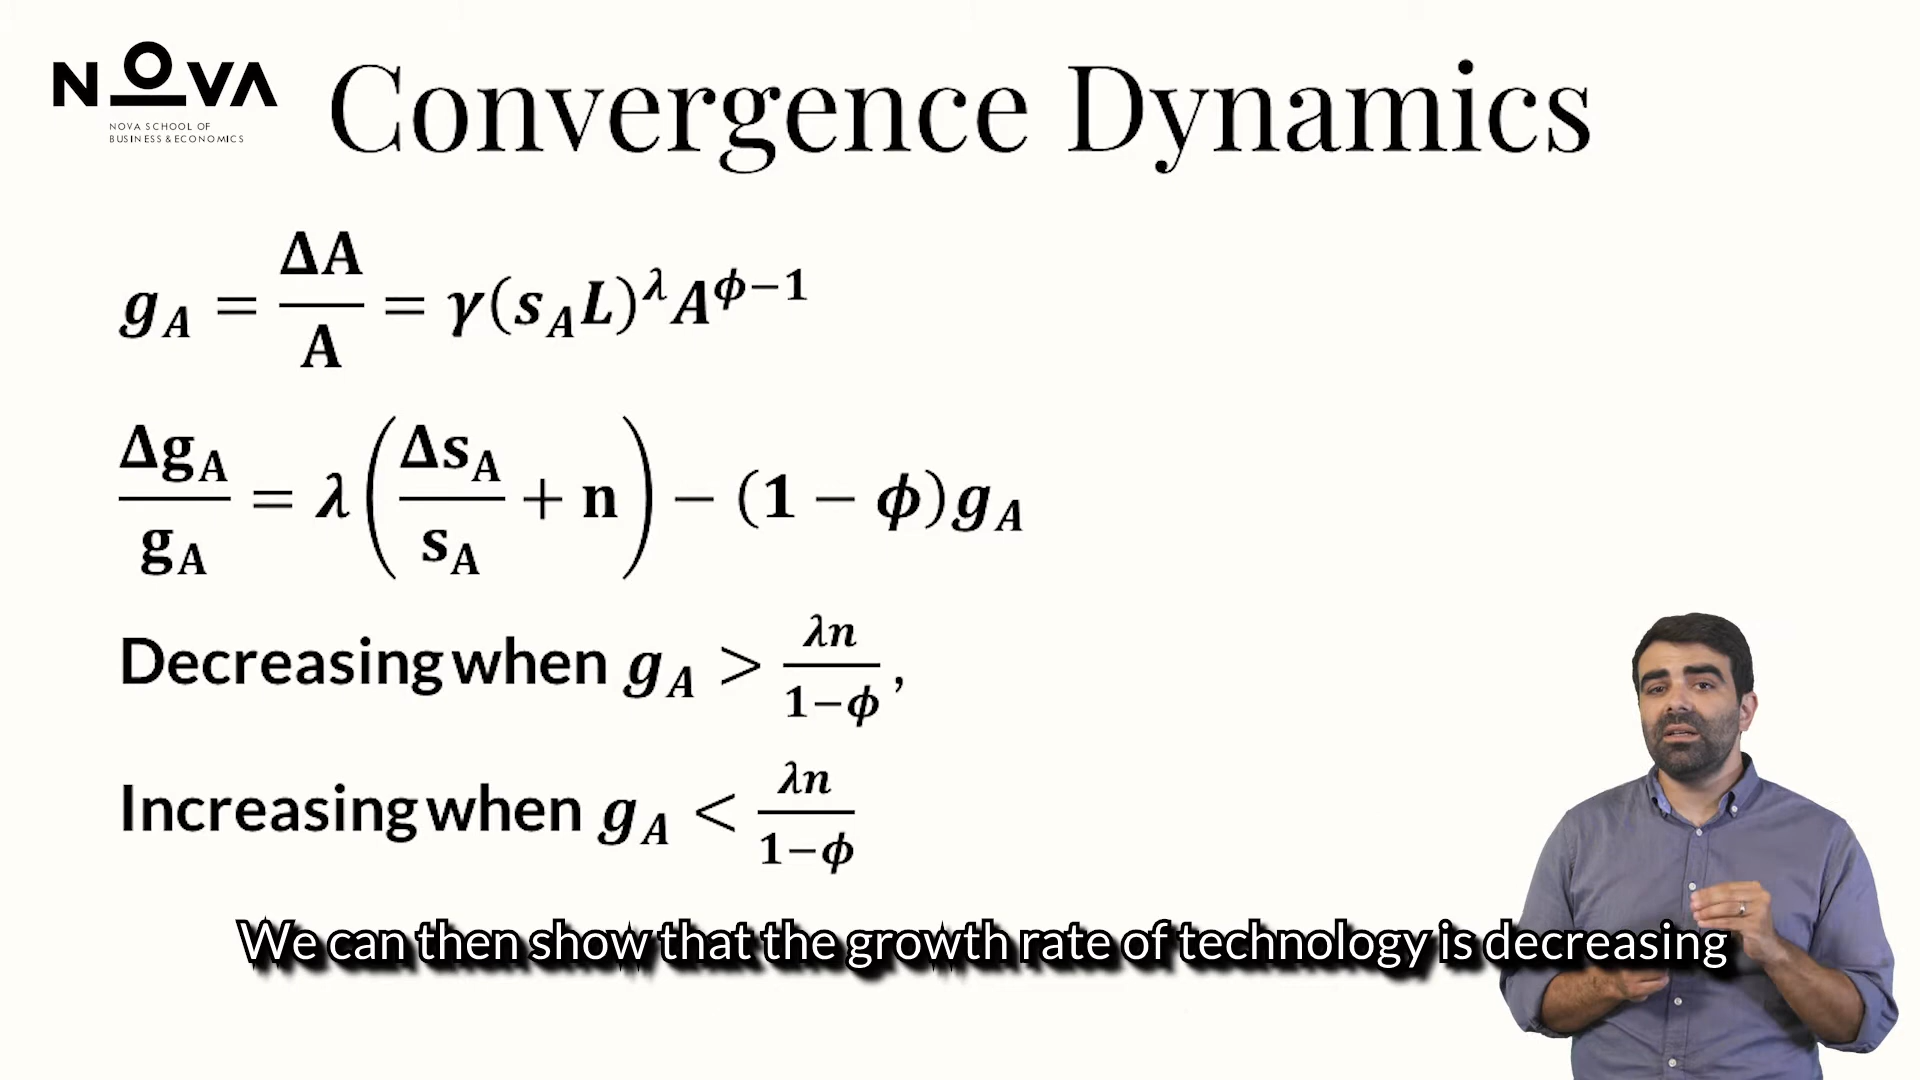 NOVA
NOVA SCHOOL OF
BUSINESS & ECONOMICS
Convergence Dynamics
g_A = ΔA/A = γ(s_A L)^λ A^(ϕ−1)
Δg_A/g_A = λ(Δs_A/s_A + n) − (1 − ϕ)g_A
Decreasing when g_A > λn/(1−ϕ),
Increasing when g_A < λn/(1−ϕ)
We can then show that the growth rate of technology is decreasing